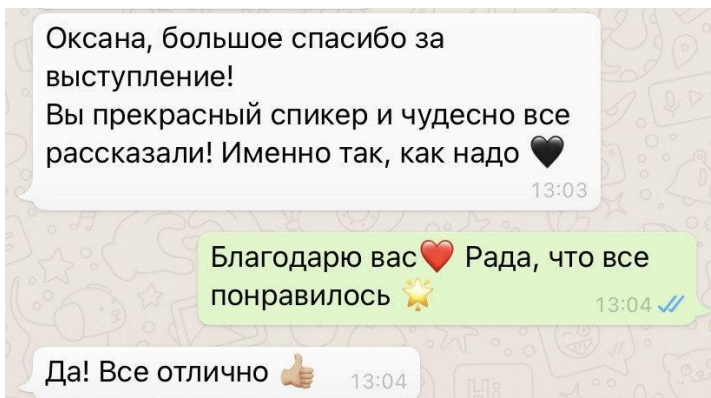 Оксана, большое спасибо за
выступление!
Вы прекрасный спикер и чудесно все
рассказали! Именно так, как надо 🖤
13:03
Благодарю вас❤️ Рада, что все
понравилось 🌟
13:04
Да! Все отлично 👍🏼
13:04
Hi